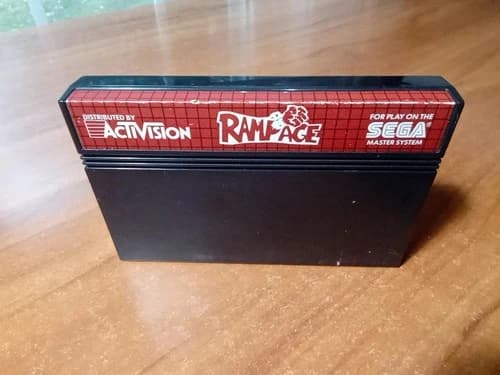 DISTRIBUTED BY
ACTIVISION
RAMPAGE
FOR PLAY ON THE
SEGA®
MASTER SYSTEM